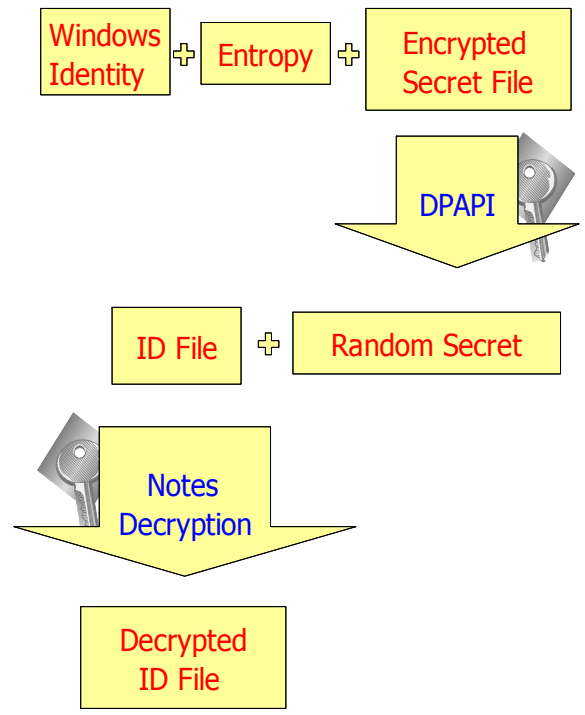 Windows
Identity
Entropy
Encrypted
Secret File
DPAPI
ID File
Random Secret
Notes
Decryption
Decrypted
ID File